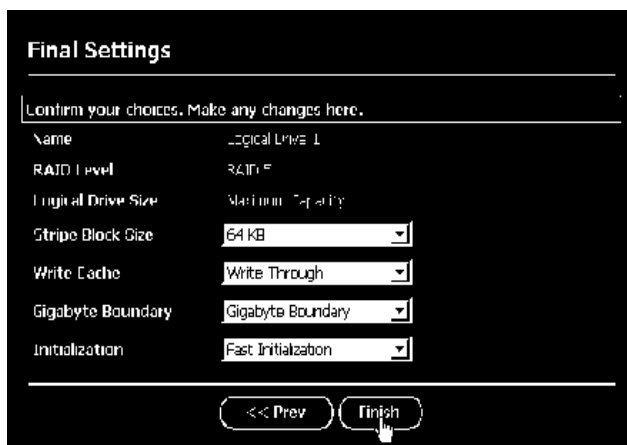 Final Settings
Confirm your choices. Make any changes here.
Name Logical Drive 1
RAID Level RAID 5
Logical Drive Size Maximum Capacity
Stripe Block Size 64 KB
Write Cache Write Through
Gigabyte Boundary Gigabyte Boundary
Initialization Fast Initialization
<< Prev Finish